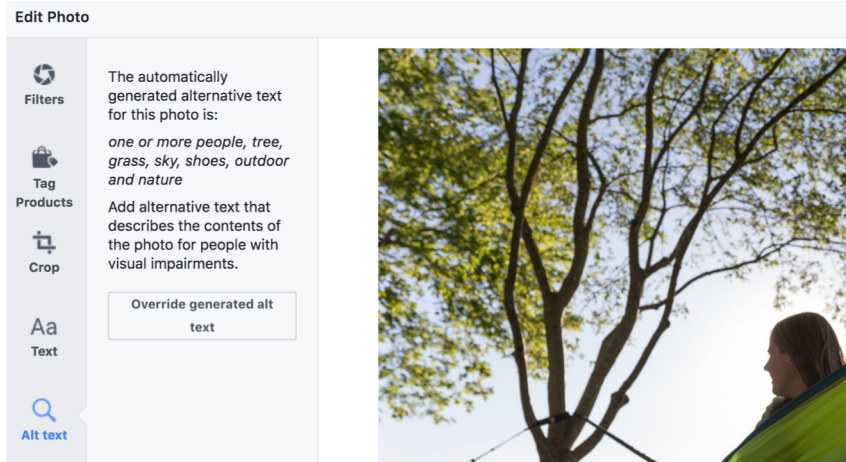 Edit Photo
Filters
Tag
Products
Crop
Aa
Text
Alt text
The automatically
generated alternative text
for this photo is:
one or more people, tree,
grass, sky, shoes, outdoor
and nature
Add alternative text that
describes the contents of
the photo for people with
visual impairments.
Override generated alt
text